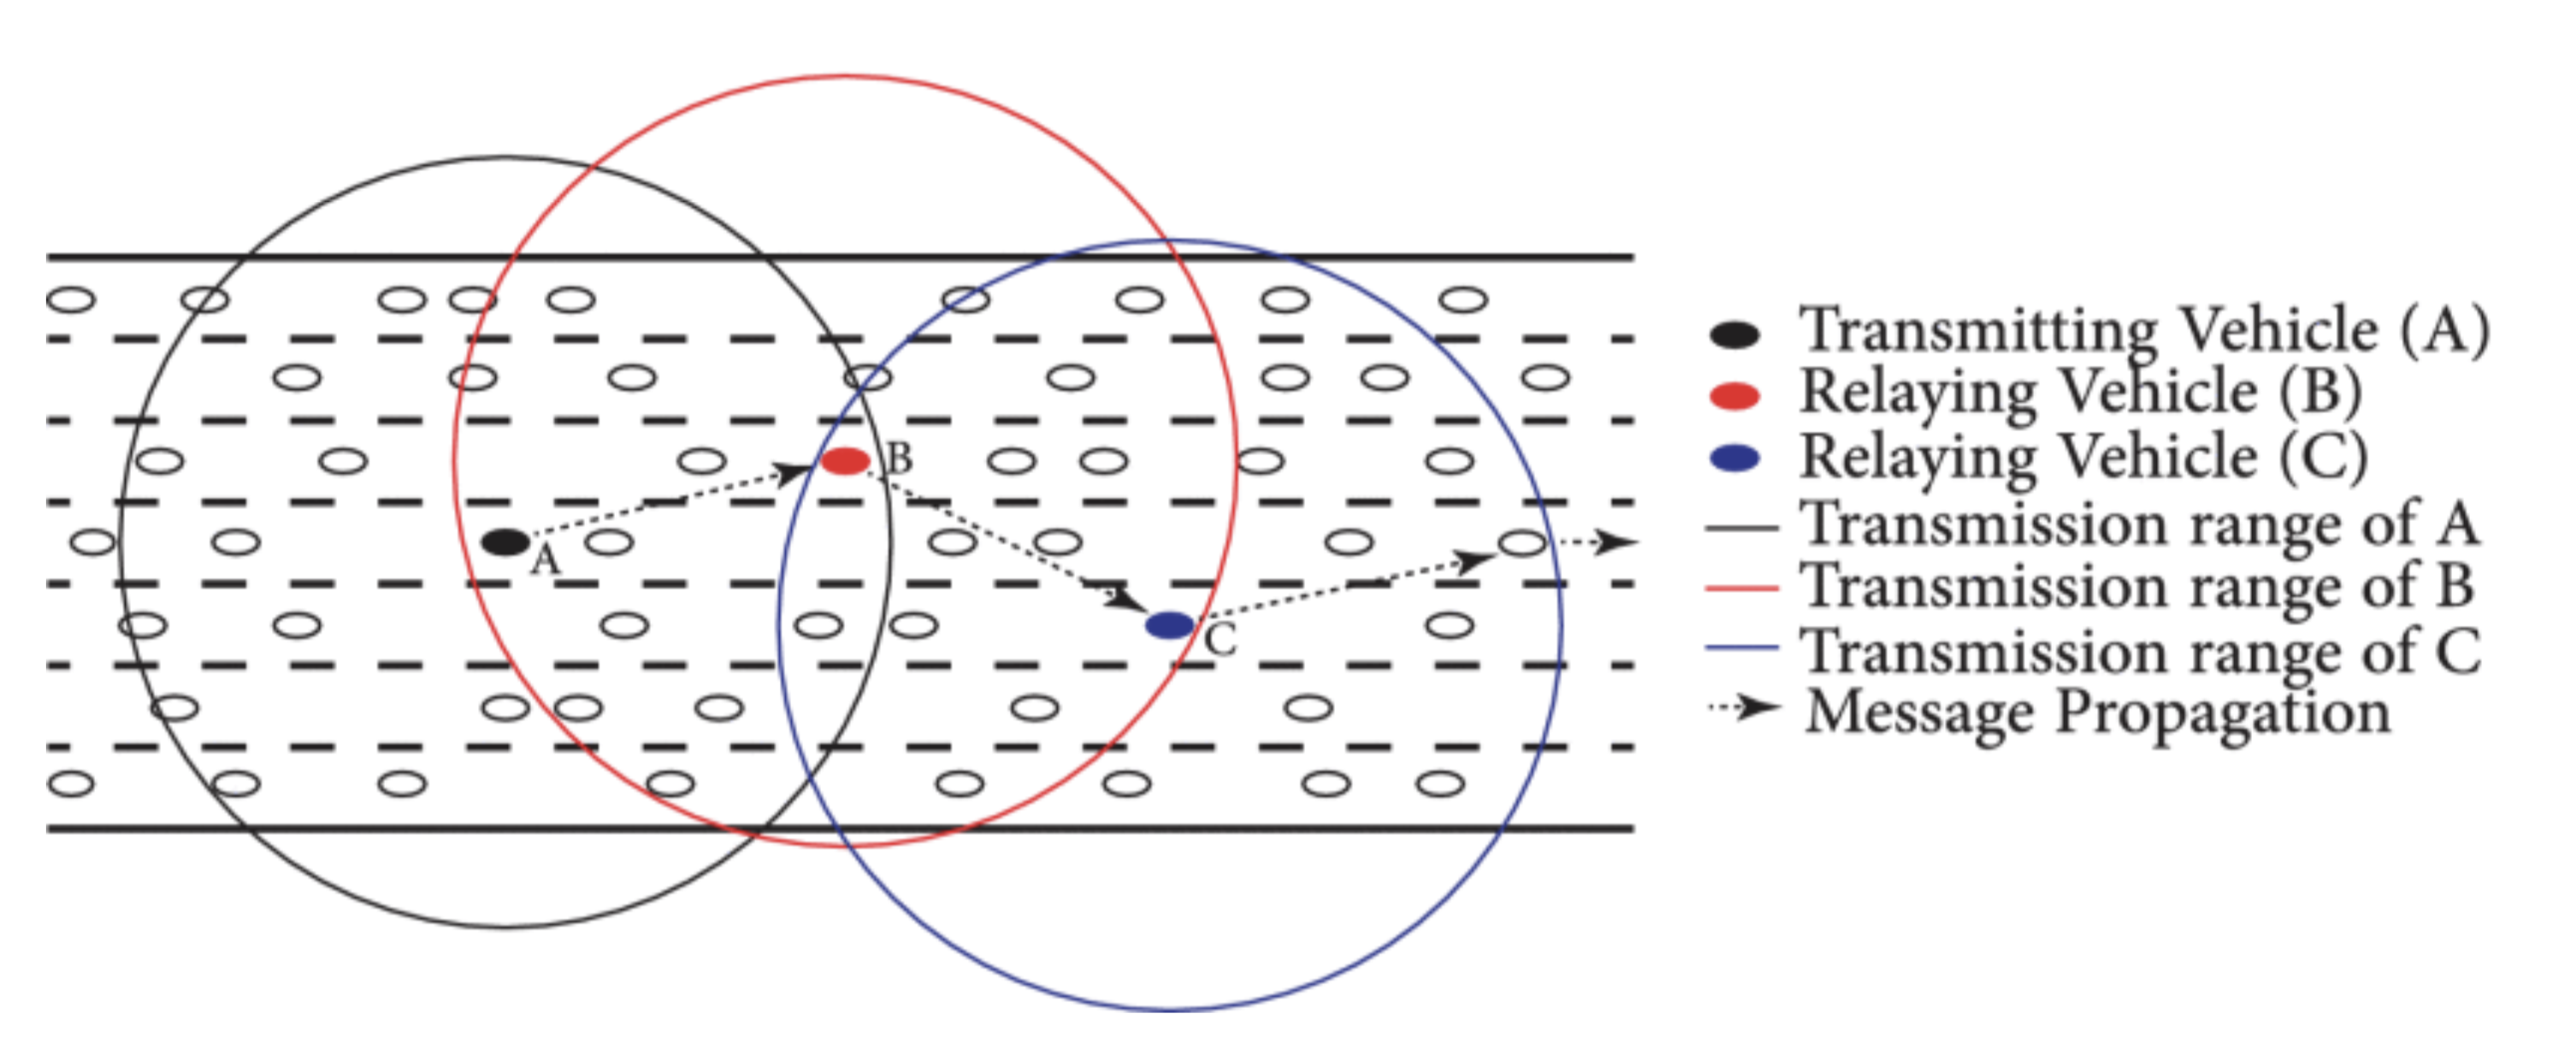 B
A
C
Transmitting Vehicle (A)
Relaying Vehicle (B)
Relaying Vehicle (C)
Transmission range of A
Transmission range of B
Transmission range of C
Message Propagation